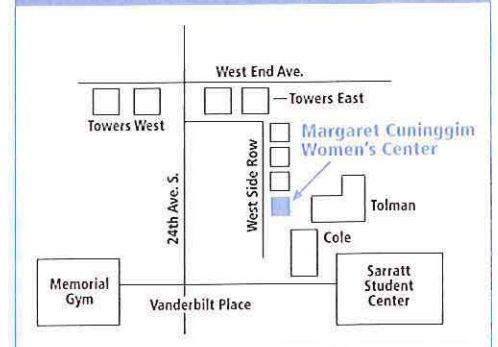 West End Ave.
Towers East
Towers West
Margaret Cuninggim
Women's Center
24th Ave. S.
West Side Row
Tolman
Cole
Memorial
Gym
Vanderbilt Place
Sarratt
Student
Center